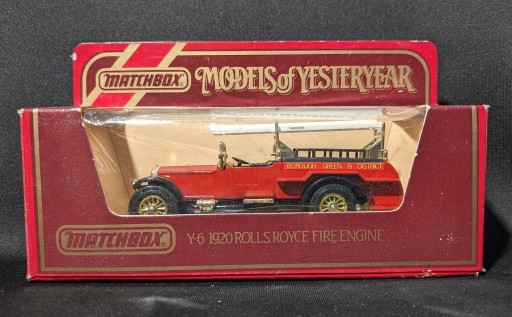 MATCHBOX
MODELS of YESTERYEAR
BOROUGH GREEN & DISTRICT
MATCHBOX
Y-6 1920 ROLLS ROYCE FIRE ENGINE